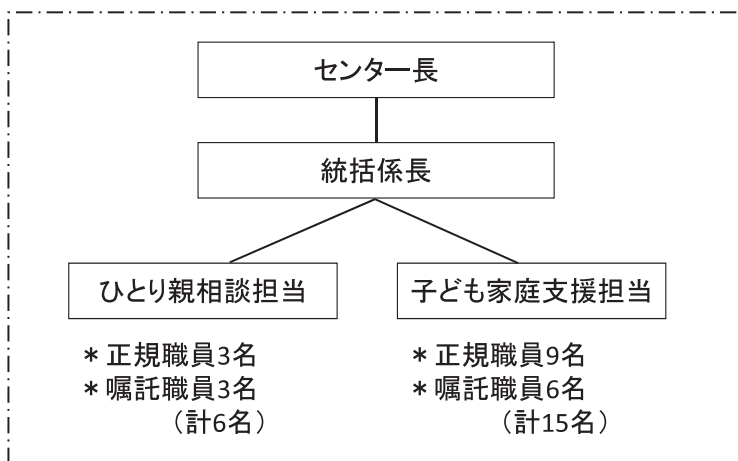 センター長
統括係長
ひとり親相談担当
子ども家庭支援担当
＊正規職員3名
＊嘱託職員3名
（計6名）
＊正規職員9名
＊嘱託職員6名
（計15名）